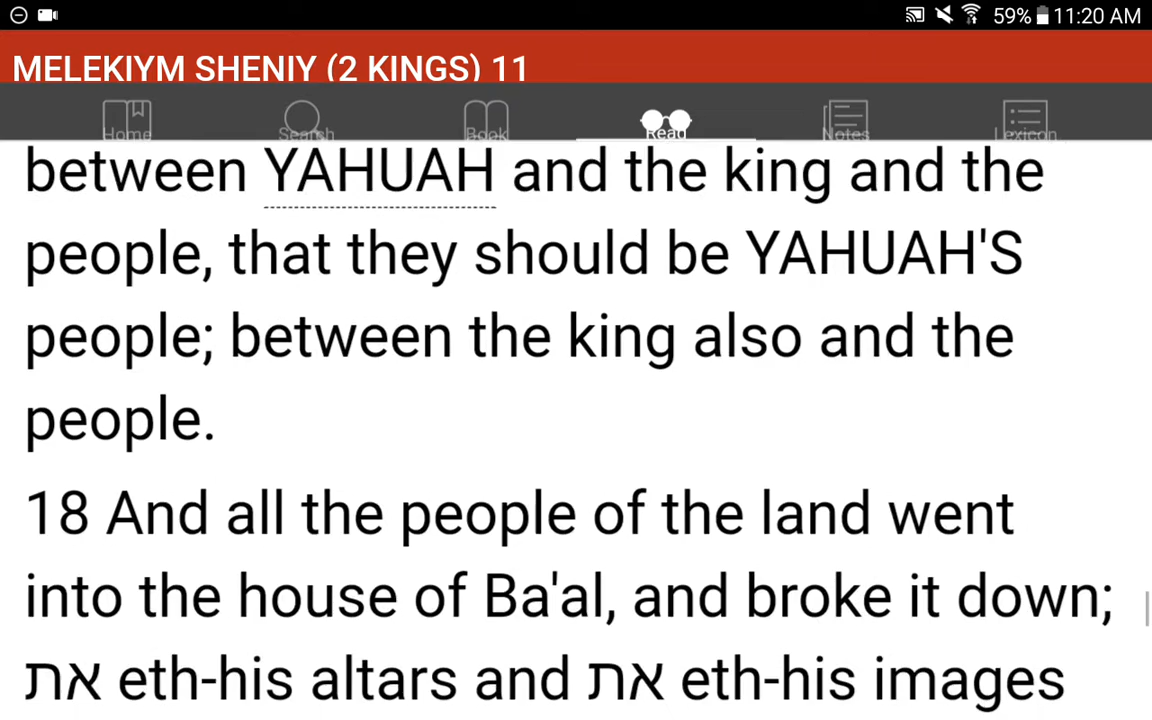 59% 11:20 AM
MELEKIYM SHENIY (2 KINGS) 11
Home Search Book Read Notes Lexicon
between YAHUAH and the king and the
people, that they should be YAHUAH'S
people; between the king also and the
people.
18 And all the people of the land went
into the house of Ba'al, and broke it down;
את eth-his altars and את eth-his images